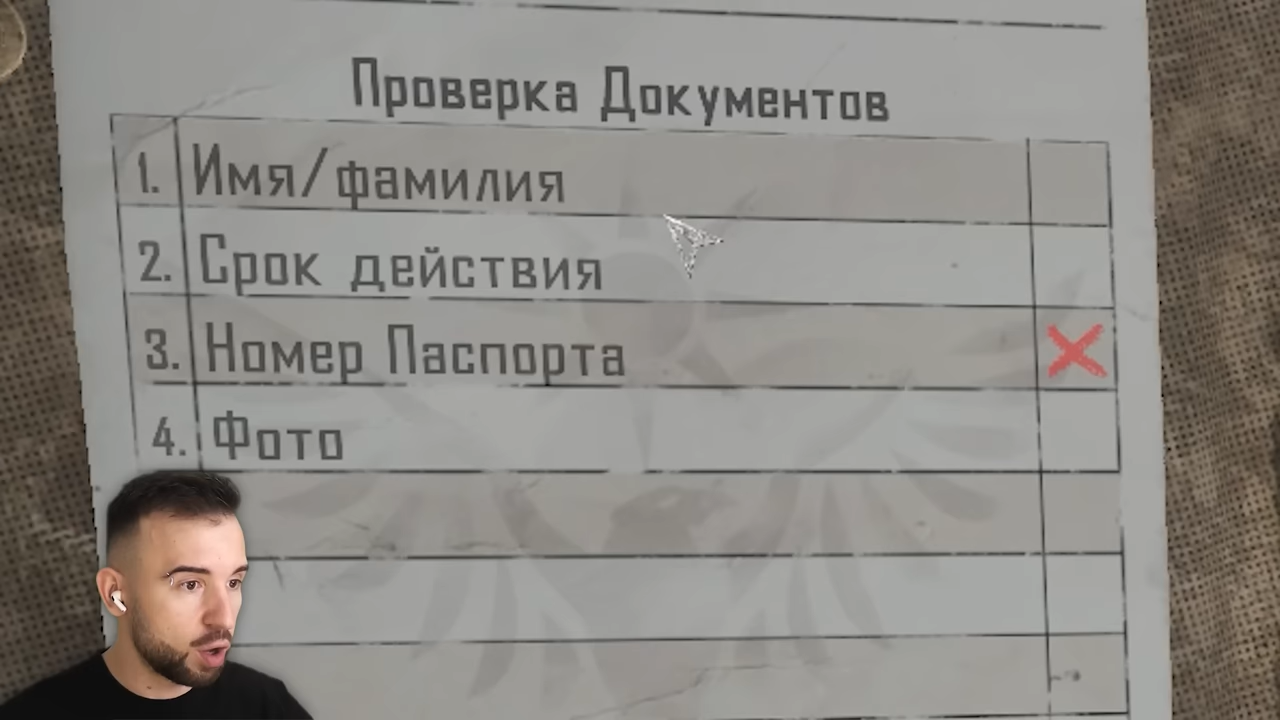 Проверка Документов
1. Имя/фамилия
2. Срок действия
3. Номер Паспорта
4. Фото